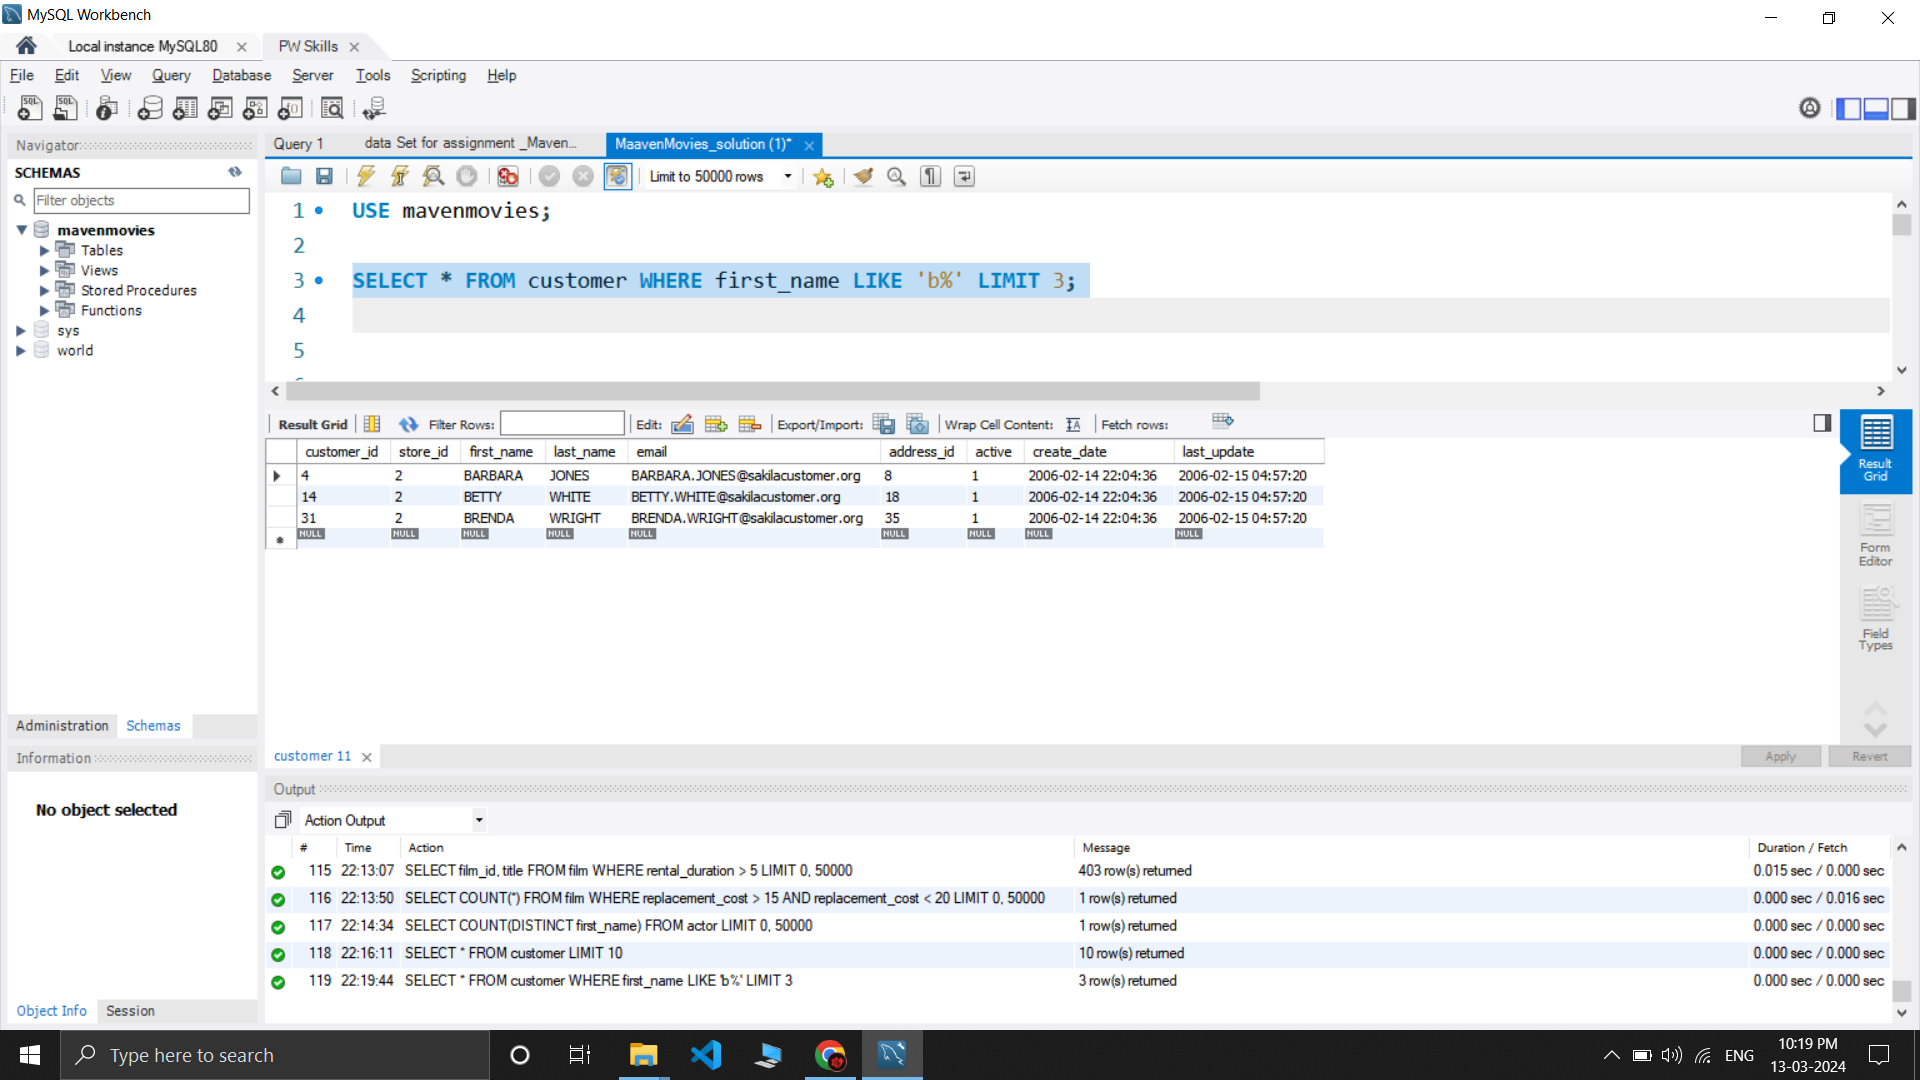 MySQL Workbench
Local instance MySQL80
PW Skills
File Edit View Query Database Server Tools Scripting Help
Navigator
SCHEMAS
Filter objects
mavenmovies
Tables
Views
Stored Procedures
Functions
sys
world
Administration Schemas
Information
No object selected
Object Info Session
Query 1 data Set for assignment _Maven... MaavenMovies_solution (1)*
Limit to 50000 rows
1 USE mavenmovies;
2
3 SELECT * FROM customer WHERE first_name LIKE 'b%' LIMIT 3;
4
5
Result Grid Filter Rows: Edit: Export/Import: Wrap Cell Content: Fetch rows:
customer_id store_id first_name last_name email address_id active create_date last_update
4 2 BARBARA JONES BARBARA.JONES@sakilacustomer.org 8 1 2006-02-14 22:04:36 2006-02-15 04:57:20
14 2 BETTY WHITE BETTY.WHITE@sakilacustomer.org 18 1 2006-02-14 22:04:36 2006-02-15 04:57:20
31 2 BRENDA WRIGHT BRENDA.WRIGHT@sakilacustomer.org 35 1 2006-02-14 22:04:36 2006-02-15 04:57:20
NULL NULL NULL NULL NULL NULL NULL NULL NULL
Result
Grid
Form
Editor
Field
Types
customer 11
Apply Revert
Output
Action Output
# Time Action Message Duration / Fetch
115 22:13:07 SELECT film_id, title FROM film WHERE rental_duration > 5 LIMIT 0, 50000 403 row(s) returned 0.015 sec / 0.000 sec
116 22:13:50 SELECT COUNT(*) FROM film WHERE replacement_cost > 15 AND replacement_cost < 20 LIMIT 0, 50000 1 row(s) returned 0.000 sec / 0.016 sec
117 22:14:34 SELECT COUNT(DISTINCT first_name) FROM actor LIMIT 0, 50000 1 row(s) returned 0.000 sec / 0.000 sec
118 22:16:11 SELECT * FROM customer LIMIT 10 10 row(s) returned 0.000 sec / 0.000 sec
119 22:19:44 SELECT * FROM customer WHERE first_name LIKE 'b%' LIMIT 3 3 row(s) returned 0.000 sec / 0.000 sec
Type here to search
ENG
10:19 PM
13-03-2024